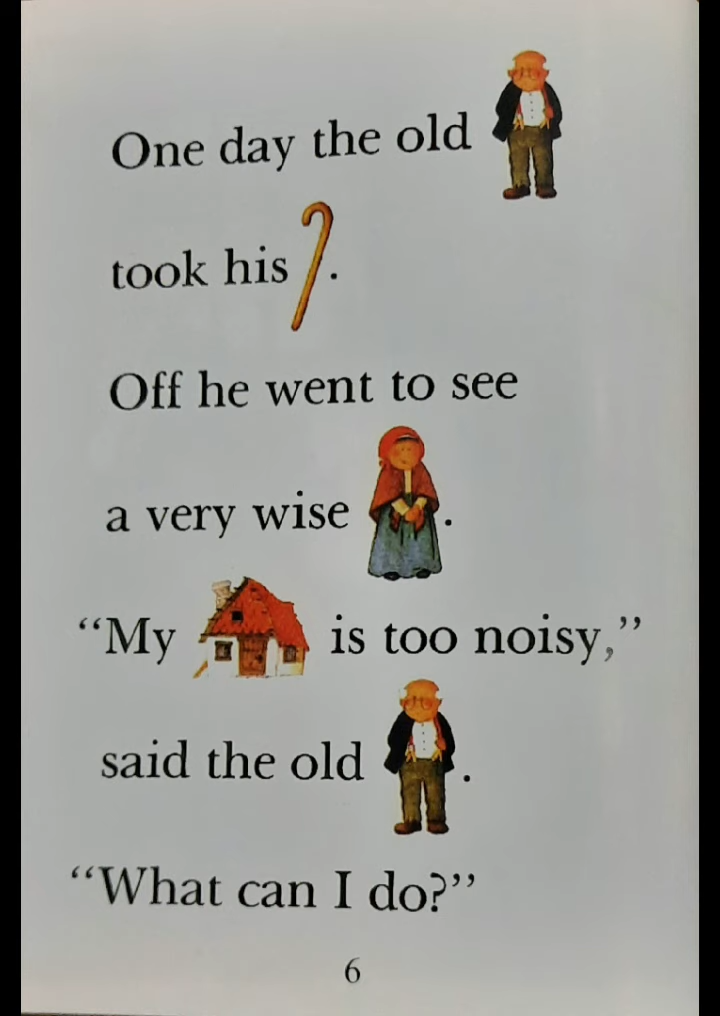 One day the old
took his .
Off he went to see
a very wise .
“My is too noisy,”
said the old .
“What can I do?”
6